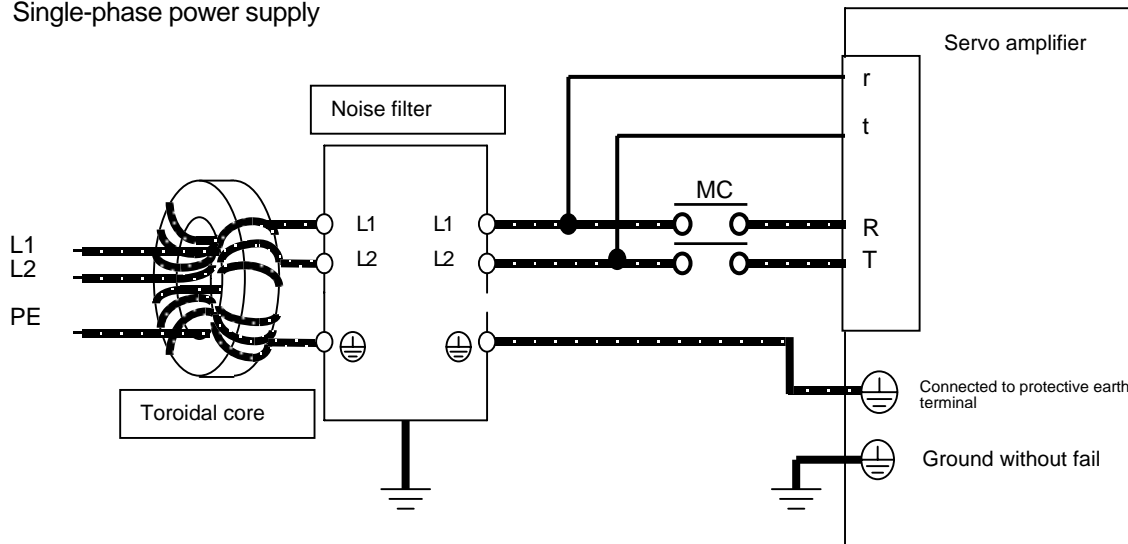 Single-phase power supply
Servo amplifier
r
Noise filter
t
MC
L1
L1
R
L1
L2
L2
T
L2
PE
Connected to protective earth
terminal
Toroidal core
Ground without fail